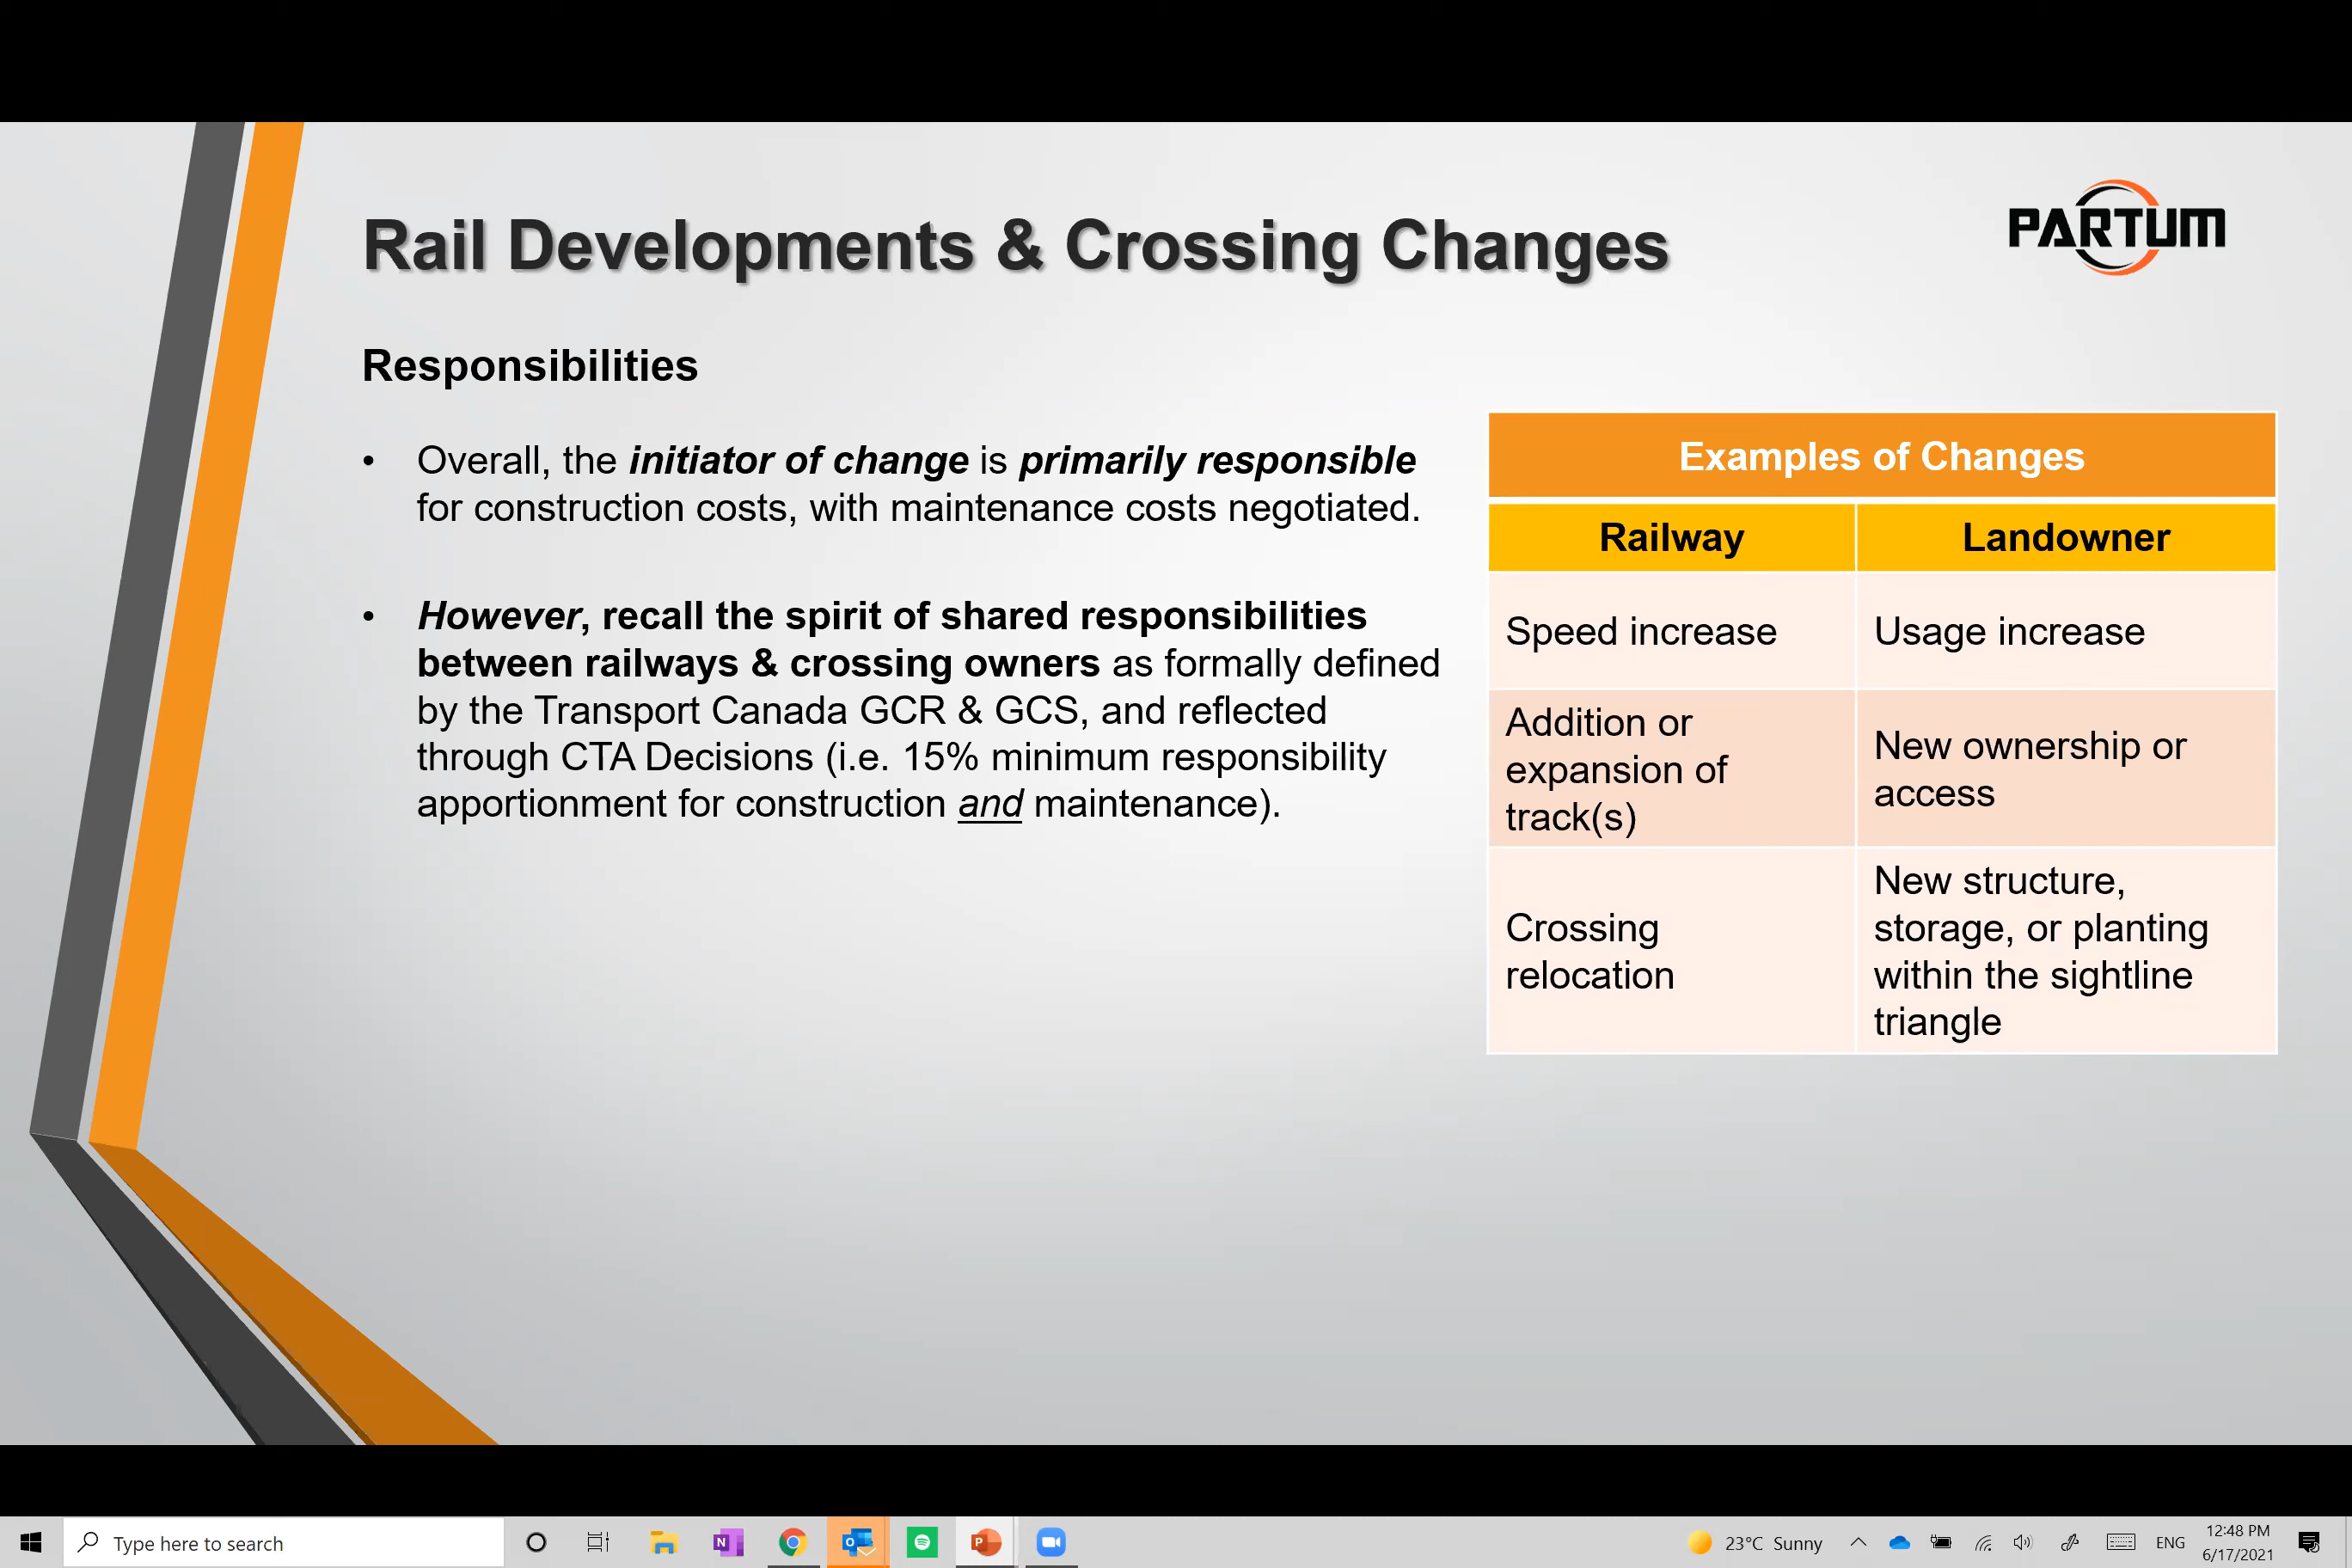 Rail Developments & Crossing Changes
PARTUM
Responsibilities
• Overall, the initiator of change is primarily responsible
for construction costs, with maintenance costs negotiated.
• However, recall the spirit of shared responsibilities
between railways & crossing owners as formally defined
by the Transport Canada GCR & GCS, and reflected
through CTA Decisions (i.e. 15% minimum responsibility
apportionment for construction and maintenance).
Examples of Changes
Railway
Landowner
Speed increase
Usage increase
Addition or
expansion of
track(s)
New ownership or
access
Crossing
relocation
New structure,
storage, or planting
within the sightline
triangle
Type here to search
23°C Sunny
ENG
12:48 PM
6/17/2021